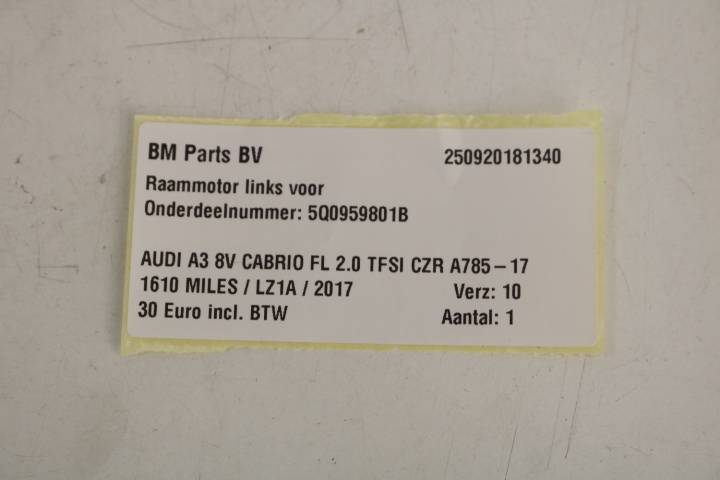 BM Parts BV 250920181340
Raammotor links voor
Onderdeelnummer: 5Q0959801B
AUDI A3 8V CABRIO FL 2.0 TFSI CZR A785-17
1610 MILES / LZ1A / 2017 Verz: 10
30 Euro incl. BTW Aantal: 1